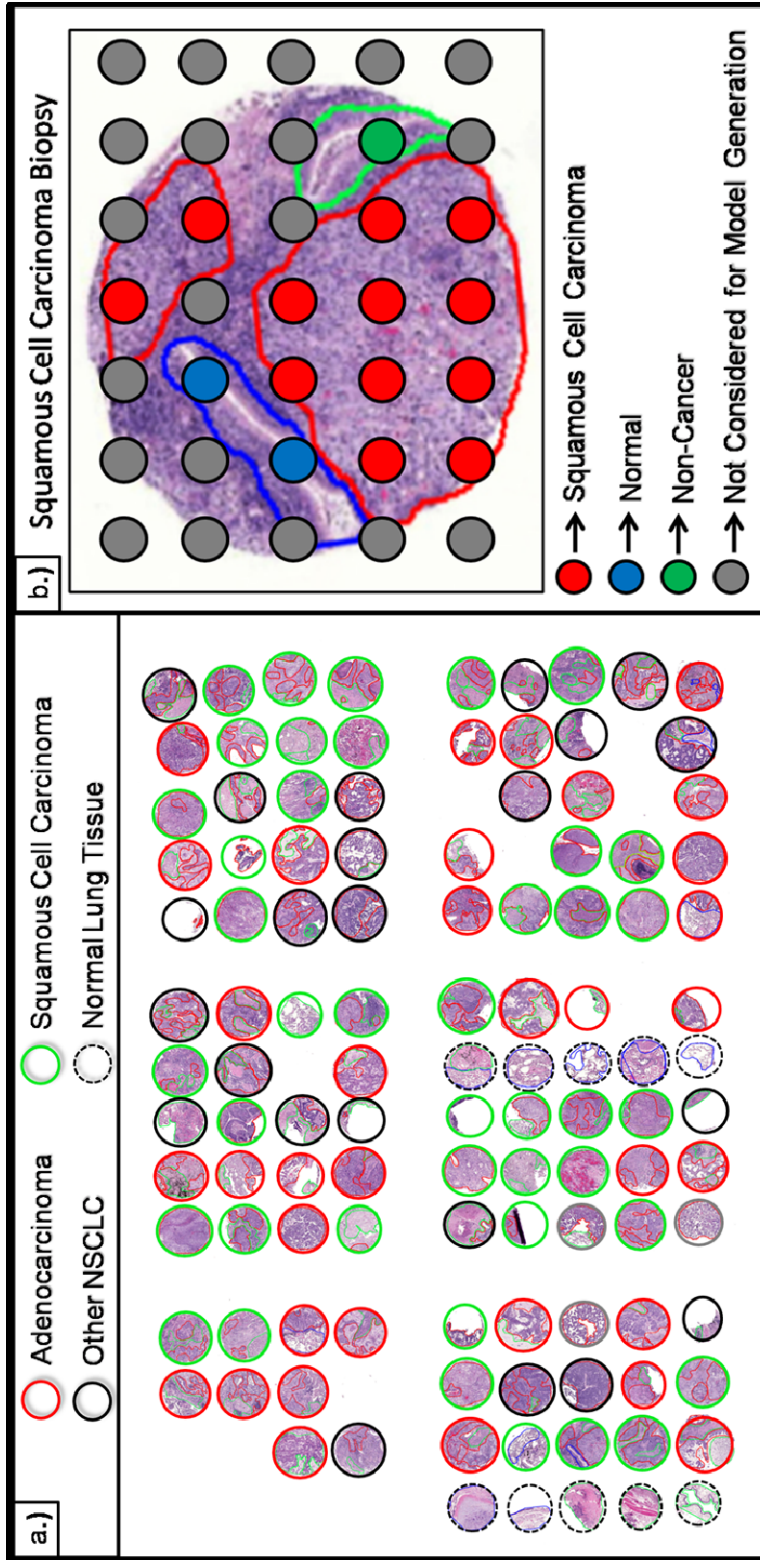 a.)
Adenocarcinoma
Squamous Cell Carcinoma
Other NSCLC
Normal Lung Tissue
b.)
Squamous Cell Carcinoma Biopsy
Squamous Cell Carcinoma
Normal
Non-Cancer
Not Considered for Model Generation